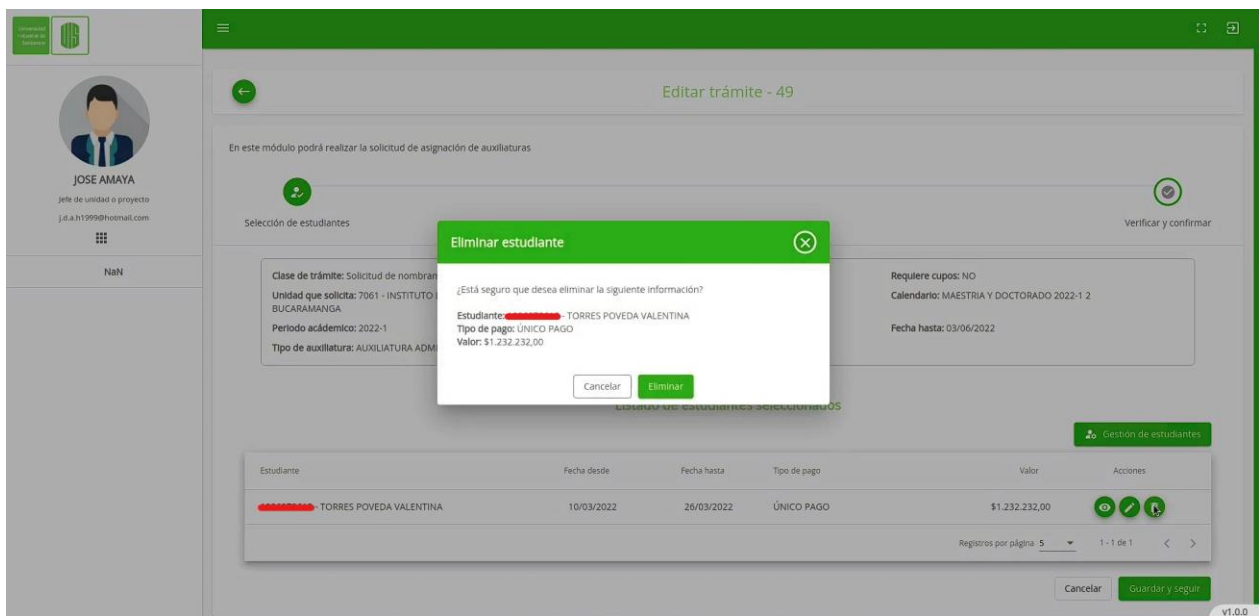 Universidad
Industrial de
Santander
Editar trámite - 49
JOSE AMAYA
Jefe de unidad o proyecto
j.d.a.h1999@hotmail.com
NaN
En este módulo podrá realizar la solicitud de asignación de auxiliaturas
Selección de estudiantes
Verificar y confirmar
Clase de trámite: Solicitud de nombran
Requiere cupos: NO
Unidad que solicita: 7061 - INSTITUTO
BUCARAMANGA
Calendario: MAESTRIA Y DOCTORADO 2022-1 2
Periodo académico: 2022-1
Fecha hasta: 03/06/2022
Tipo de auxiliatura: AUXILIATURA ADMI
Eliminar estudiante
¿Está seguro que desea eliminar la siguiente información?
Estudiante: - TORRES POVEDA VALENTINA
Tipo de pago: ÚNICO PAGO
Valor: $1.232.232,00
Cancelar Eliminar
Listado de estudiantes seleccionados
Gestión de estudiantes
Estudiante Fecha desde Fecha hasta Tipo de pago Valor Acciones
- TORRES POVEDA VALENTINA 10/03/2022 26/03/2022 ÚNICO PAGO $1.232.232,00
Registros por página 5 1 - 1 de 1
Cancelar Guardar y seguir
v1.0.0